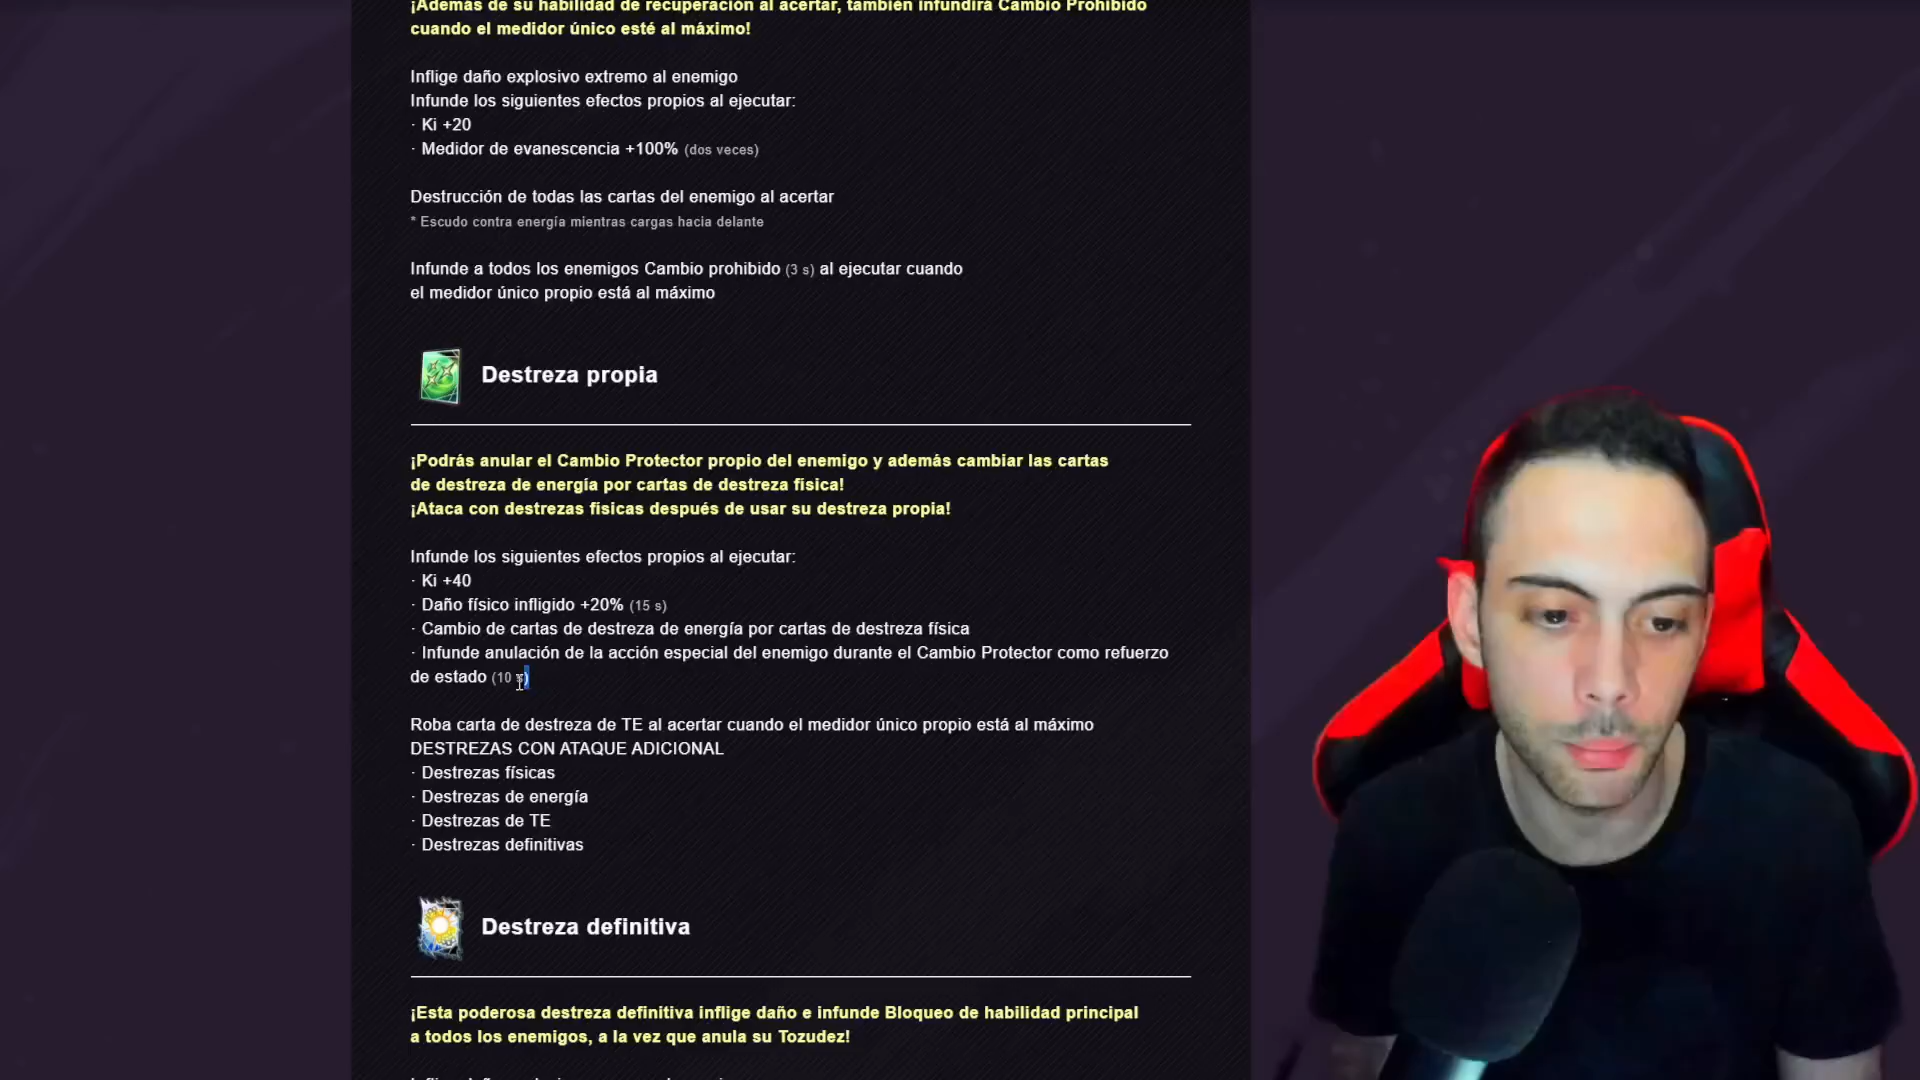 ¡Además de su habilidad de recuperación al acertar, también infundirá Cambio Prohibido
cuando el medidor único esté al máximo!
Inflige daño explosivo extremo al enemigo
Infunde los siguientes efectos propios al ejecutar:
· Ki +20
· Medidor de evanescencia +100% (dos veces)
Destrucción de todas las cartas del enemigo al acertar
* Escudo contra energía mientras cargas hacia delante
Infunde a todos los enemigos Cambio prohibido (3 s) al ejecutar cuando
el medidor único propio está al máximo
Destreza propia
¡Podrás anular el Cambio Protector propio del enemigo y además cambiar las cartas
de destreza de energía por cartas de destreza física!
¡Ataca con destrezas físicas después de usar su destreza propia!
Infunde los siguientes efectos propios al ejecutar:
· Ki +40
· Daño físico infligido +20% (15 s)
· Cambio de cartas de destreza de energía por cartas de destreza física
· Infunde anulación de la acción especial del enemigo durante el Cambio Protector como refuerzo
de estado (10 s)
Roba carta de destreza de TE al acertar cuando el medidor único propio está al máximo
DESTREZAS CON ATAQUE ADICIONAL
· Destrezas físicas
· Destrezas de energía
· Destrezas de TE
· Destrezas definitivas
Destreza definitiva
¡Esta poderosa destreza definitiva inflige daño e infunde Bloqueo de habilidad principal
a todos los enemigos, a la vez que anula su Tozudez!